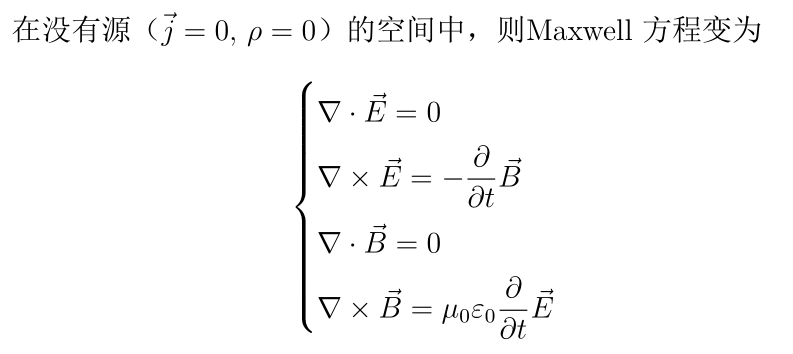 在没有源（$\vec{j} = 0, \rho = 0$）的空间中，则Maxwell 方程变为
$\nabla \cdot \vec{E} = 0$
$\nabla \times \vec{E} = -\frac{\partial}{\partial t}\vec{B}$
$\nabla \cdot \vec{B} = 0$
$\nabla \times \vec{B} = \mu_0 \varepsilon_0 \frac{\partial}{\partial t}\vec{E}$